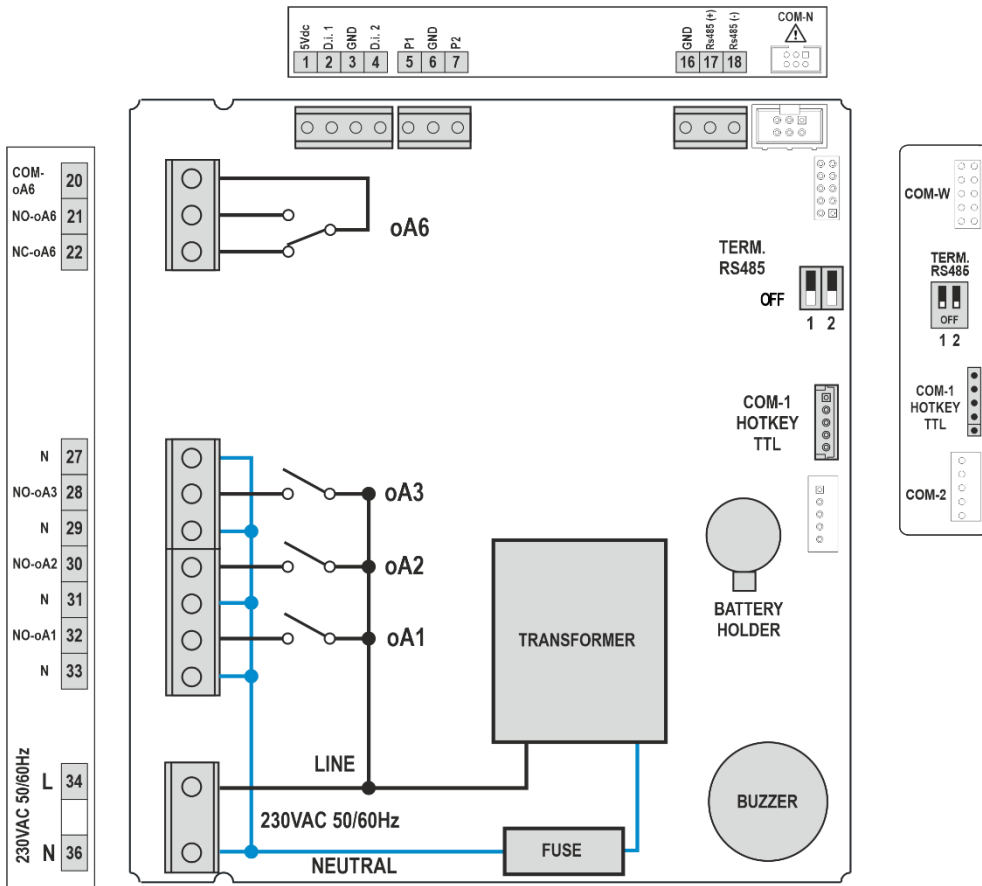 5Vdc D.i. 1 GND D.i. 2 P1 GND P2 GND Rs485 (+) Rs485 (-) COM-N
1 2 3 4 5 6 7 16 17 18
COM-
oA6 20
NO-oA6 21
NC-oA6 22
oA6
TERM.
RS485
OFF
1 2
COM-W
TERM.
RS485
OFF
1 2
COM-1
HOTKEY
TTL
COM-1
HOTKEY
TTL
COM-2
N 27
NO-oA3 28
N 29
NO-oA2 30
N 31
NO-oA1 32
N 33
oA3
oA2
oA1
TRANSFORMER
BATTERY
HOLDER
230VAC 50/60Hz
L 34
N 36
LINE
230VAC 50/60Hz
NEUTRAL
FUSE
BUZZER